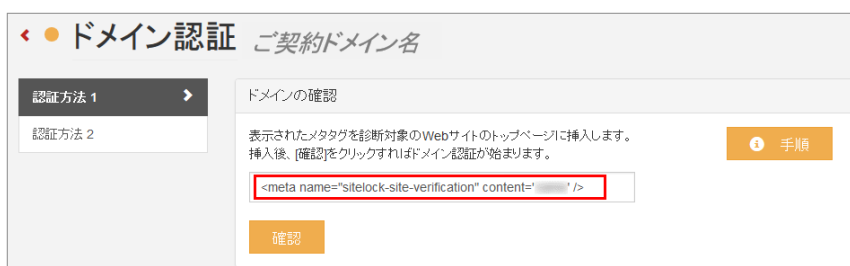 ドメイン認証 ご契約ドメイン名
認証方法 1
認証方法 2
ドメインの確認
表示されたメタタグを診断対象のWebサイトのトップページに挿入します。
挿入後、[確認]をクリックすればドメイン認証が始まります。
手順
<meta name="sitelock-site-verification" content=' ' />
確認